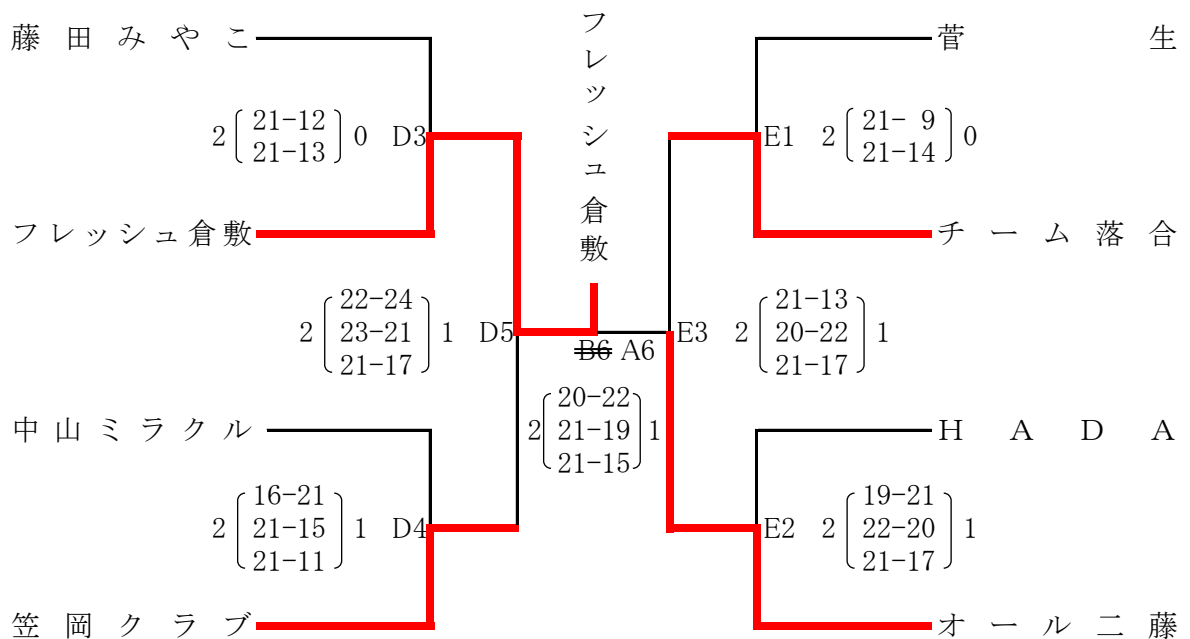 フレッシュ倉敷
藤田みやこ
菅生
2 21-12 21-13 0 D3
E1 2 21- 9 21-14 0
フレッシュ倉敷
チーム落合
2 22-24 23-21 21-17 1 D5
E3 2 21-13 20-22 21-17 1
B6 A6
2 20-22 21-19 21-15 1
中山ミラクル
HADA
2 16-21 21-15 21-11 1 D4
E2 2 19-21 22-20 21-17 1
笠岡クラブ
オール二藤